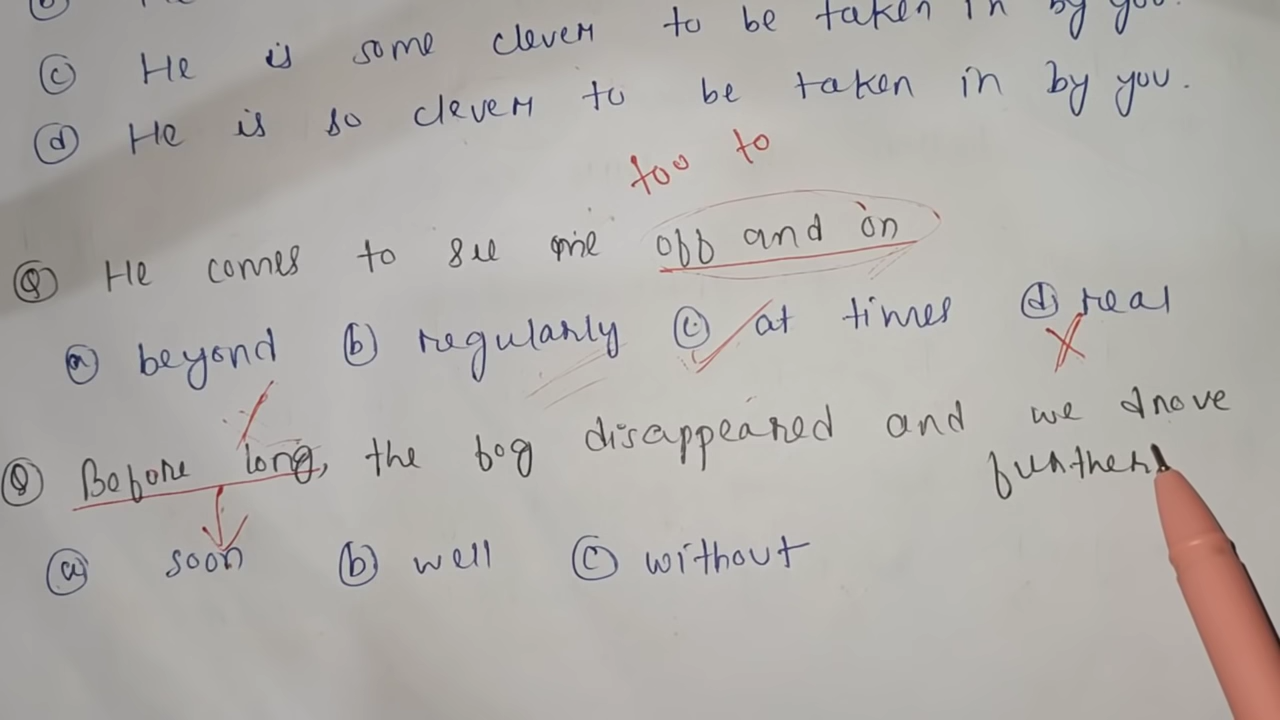 c He is some clever to be taken in by you.
d He is so clever to be taken in by you.
too to
Q He comes to see me off and on
a beyond b regularly c at times d real
Q Before long, the fog disappeared and we drove
further
a soon b well c without